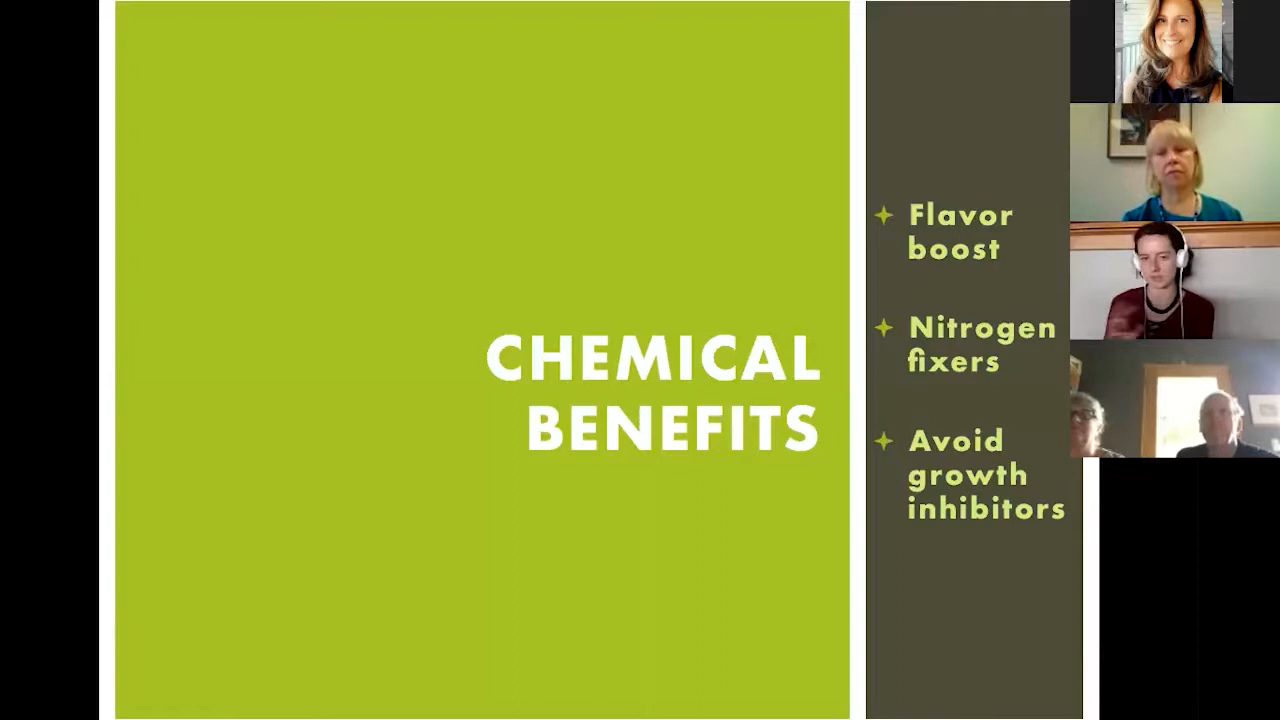 CHEMICAL
BENEFITS
Flavor
boost
Nitrogen
fixers
Avoid
growth
inhibitors